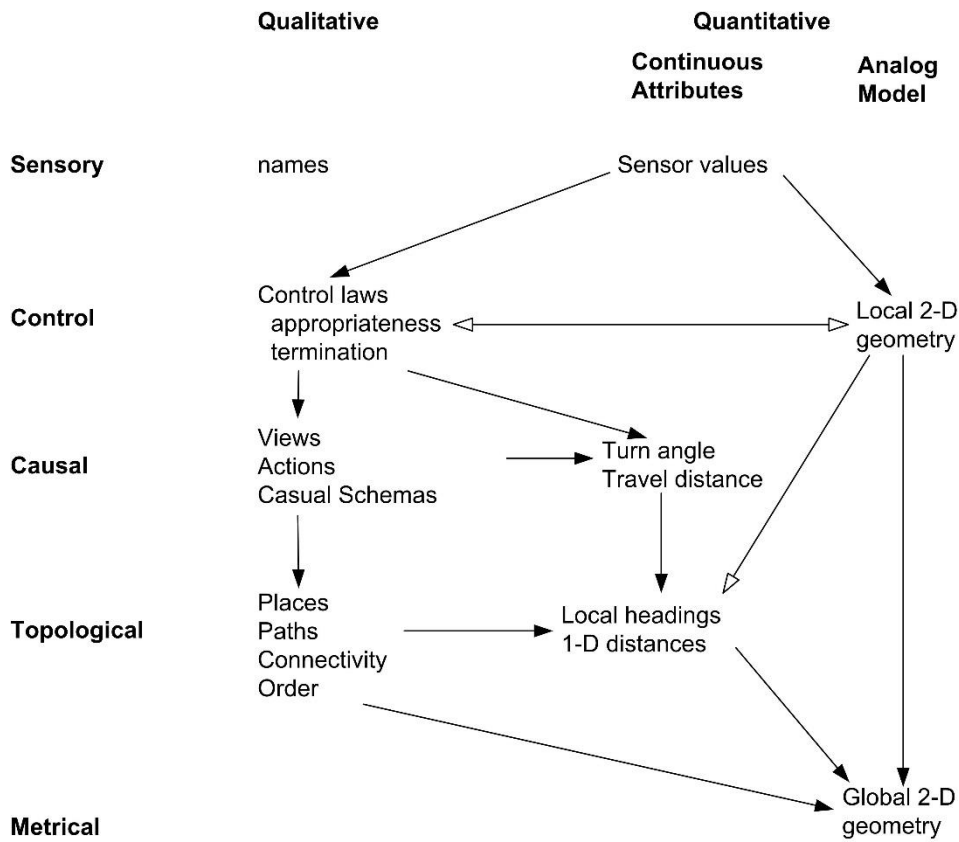 Qualitative
Quantitative
Continuous
Attributes
Analog
Model
Sensory
names
Sensor values
Control
Control laws
appropriateness
termination
Local 2-D
geometry
Causal
Views
Actions
Casual Schemas
Turn angle
Travel distance
Topological
Places
Paths
Connectivity
Order
Local headings
1-D distances
Metrical
Global 2-D
geometry